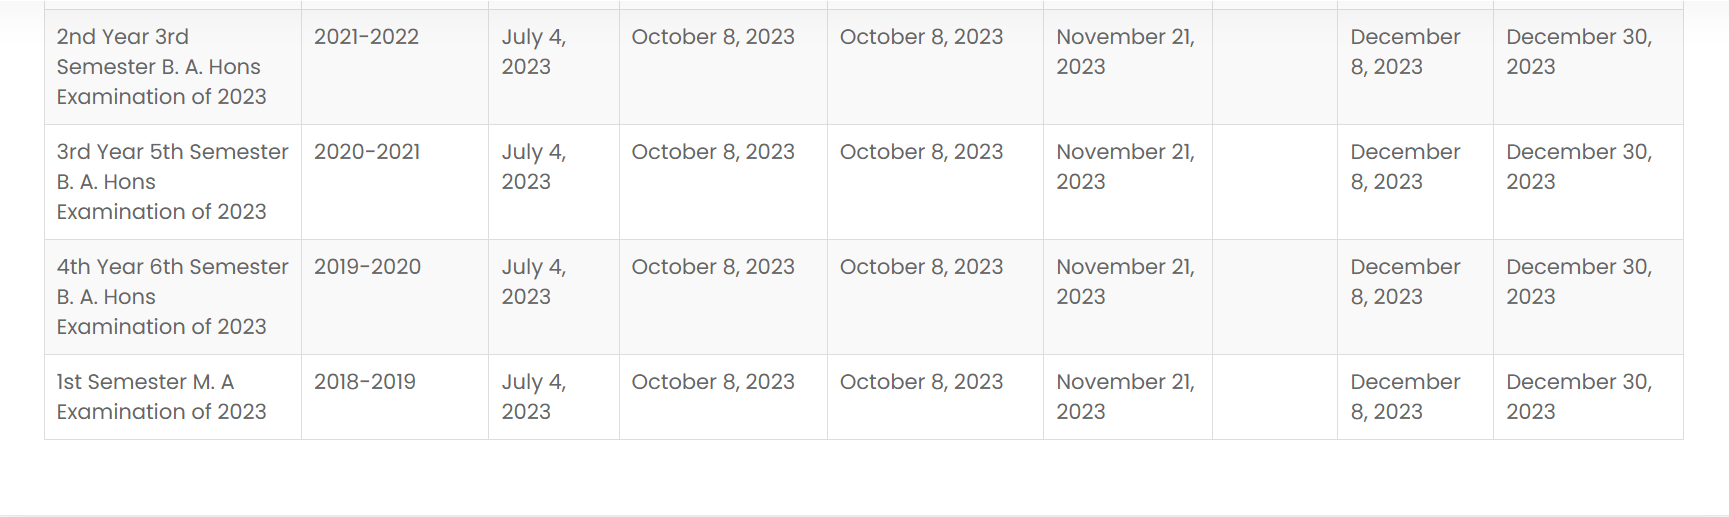 2nd Year 3rd Semester B. A. Hons Examination of 2023 2021-2022 July 4, 2023 October 8, 2023 October 8, 2023 November 21, 2023 December 8, 2023 December 30, 2023
3rd Year 5th Semester B. A. Hons Examination of 2023 2020-2021 July 4, 2023 October 8, 2023 October 8, 2023 November 21, 2023 December 8, 2023 December 30, 2023
4th Year 6th Semester B. A. Hons Examination of 2023 2019-2020 July 4, 2023 October 8, 2023 October 8, 2023 November 21, 2023 December 8, 2023 December 30, 2023
1st Semester M. A Examination of 2023 2018-2019 July 4, 2023 October 8, 2023 October 8, 2023 November 21, 2023 December 8, 2023 December 30, 2023